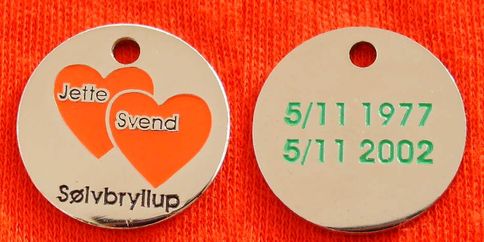 Jette
Svend
Sølvbryllup
5/11 1977
5/11 2002